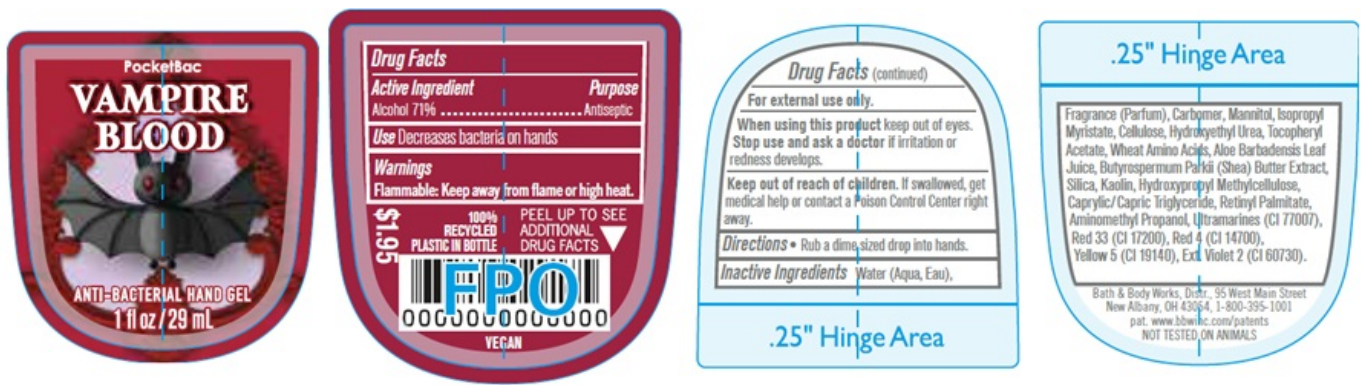 PocketBac
VAMPIRE
BLOOD
ANTI-BACTERIAL HAND GEL
1 fl oz / 29 mL
Drug Facts
Active Ingredient Purpose
Alcohol 71% ........................... Antiseptic
Use Decreases bacteria on hands
Warnings
Flammable: Keep away from flame or high heat.
$1.95
100%
RECYCLED
PLASTIC IN BOTTLE
PEEL UP TO SEE
ADDITIONAL
DRUG FACTS
FPO
00000000000000
VEGAN
Drug Facts (continued)
For external use only.
When using this product keep out of eyes.
Stop use and ask a doctor if irritation or
redness develops.
Keep out of reach of children. If swallowed, get
medical help or contact a Poison Control Center right
away.
Directions • Rub a dime sized drop into hands.
Inactive Ingredients Water (Aqua, Eau),
.25" Hinge Area
.25" Hinge Area
Fragrance (Parfum), Carbomer, Mannitol, Isopropyl
Myristate, Cellulose, Hydroxyethyl Urea, Tocopheryl
Acetate, Wheat Amino Acids, Aloe Barbadensis Leaf
Juice, Butyrospermum Parkii (Shea) Butter Extract,
Silica, Kaolin, Hydroxypropyl Methylcellulose,
Caprylic/Capric Triglyceride, Retinyl Palmitate,
Aminomethyl Propanol, Ultramarines (CI 77007),
Red 33 (CI 17200), Red 4 (CI 14700),
Yellow 5 (CI 19140), Ext. Violet 2 (CI 60730).
Bath & Body Works, Distr., 95 West Main Street
New Albany, OH 43054, 1-800-395-1001
pat. www.bbwinc.com/patents
NOT TESTED ON ANIMALS